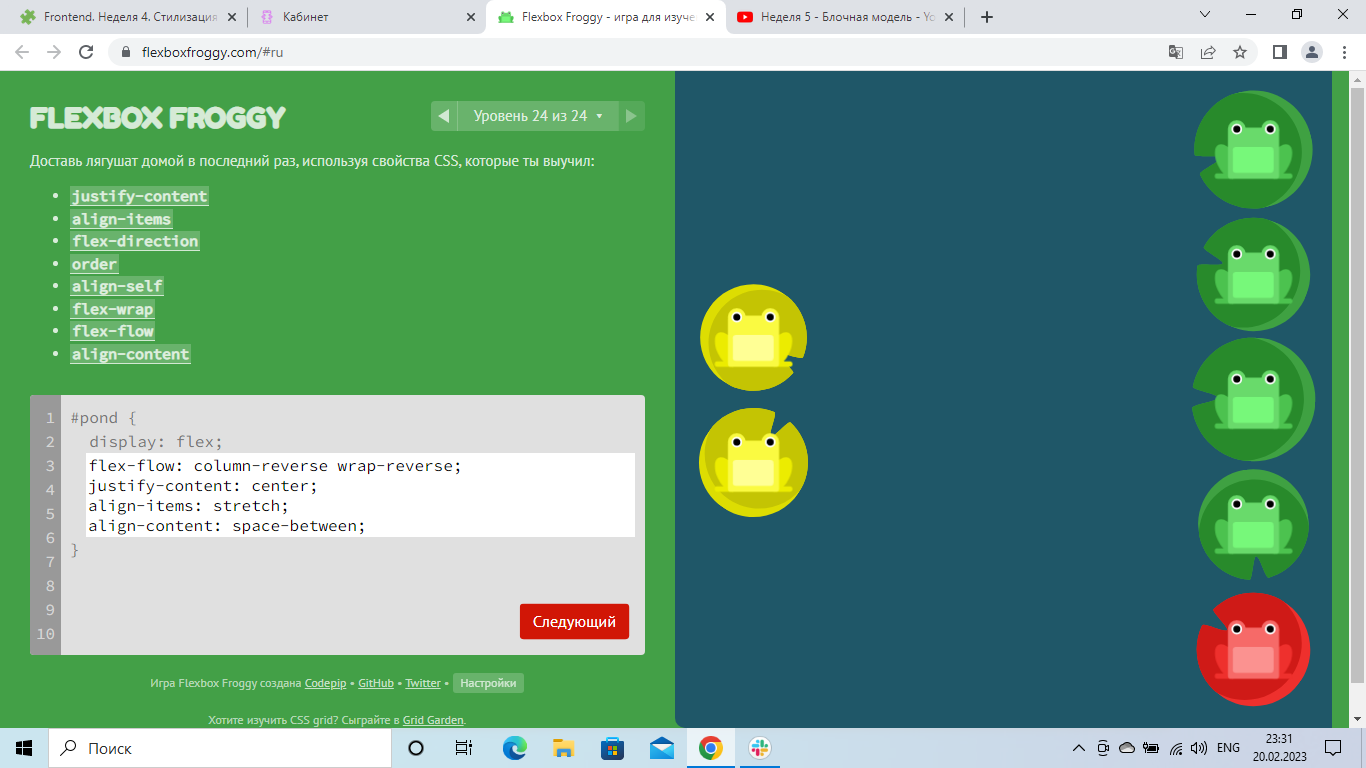 Frontend. Неделя 4. Стилизация
Кабинет
Flexbox Froggy - игра для изуче
Неделя 5 - Блочная модель - Yo
flexboxfroggy.com/#ru
FLEXBOX FROGGY
Уровень 24 из 24
Доставь лягушат домой в последний раз, используя свойства CSS, которые ты выучил:
justify-content
align-items
flex-direction
order
align-self
flex-wrap
flex-flow
align-content
1 #pond {
2 display: flex;
3 flex-flow: column-reverse wrap-reverse;
4 justify-content: center;
5 align-items: stretch;
6 align-content: space-between;
7 }
8
9
10
Следующий
Игра Flexbox Froggy создана Codepip • GitHub • Twitter • Настройки
Хотите изучить CSS grid? Сыграйте в Grid Garden.
Поиск
ENG
23:31
20.02.2023